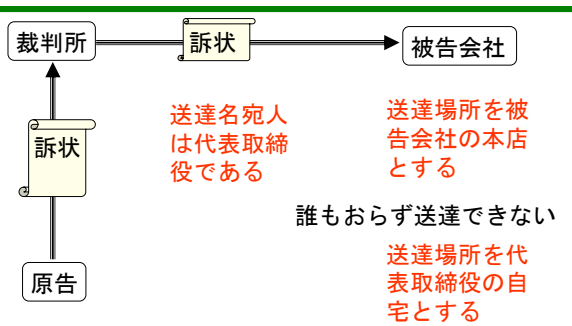 裁判所
訴状
被告会社
送達名宛人
は代表取締
役である
送達場所を被
告会社の本店
とする
訴状
誰もおらず送達できない
送達場所を代
表取締役の自
宅とする
原告